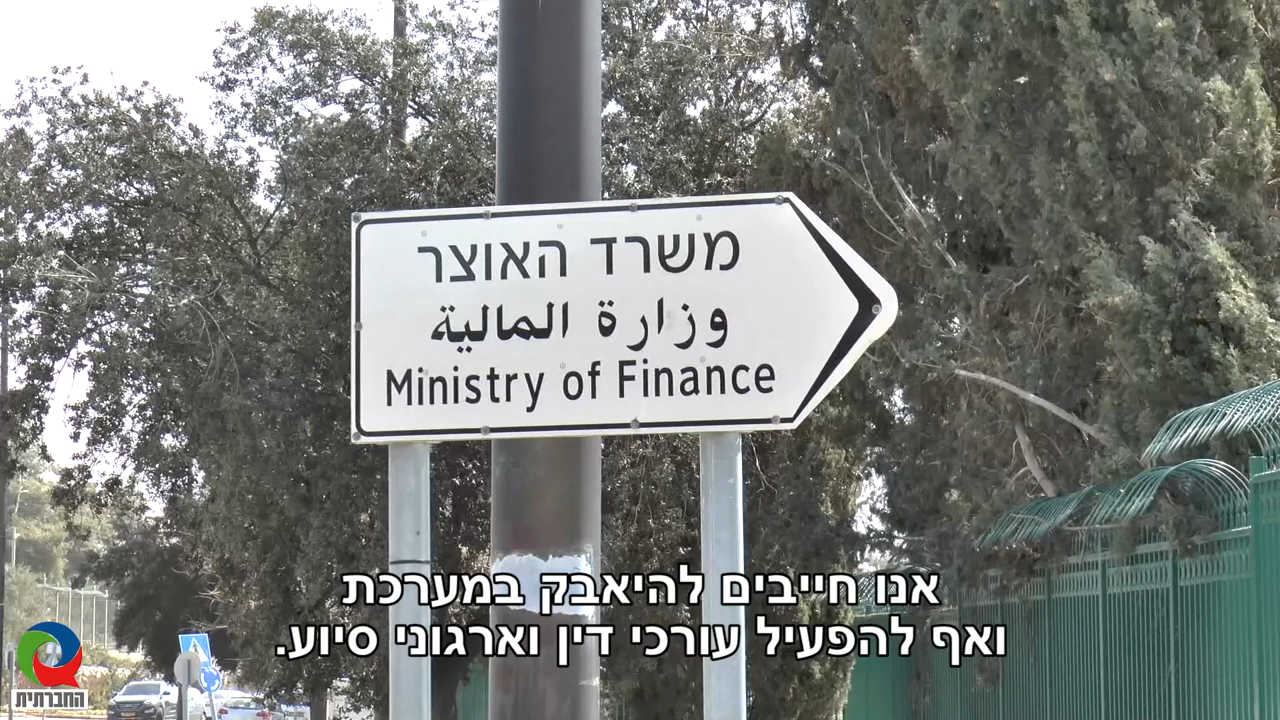 משרד האוצר
وزارة المالية
Ministry of Finance
אנו חייבים להיאבק במערכת
ואף להפעיל עורכי דין וארגוני סיוע.
החברתית